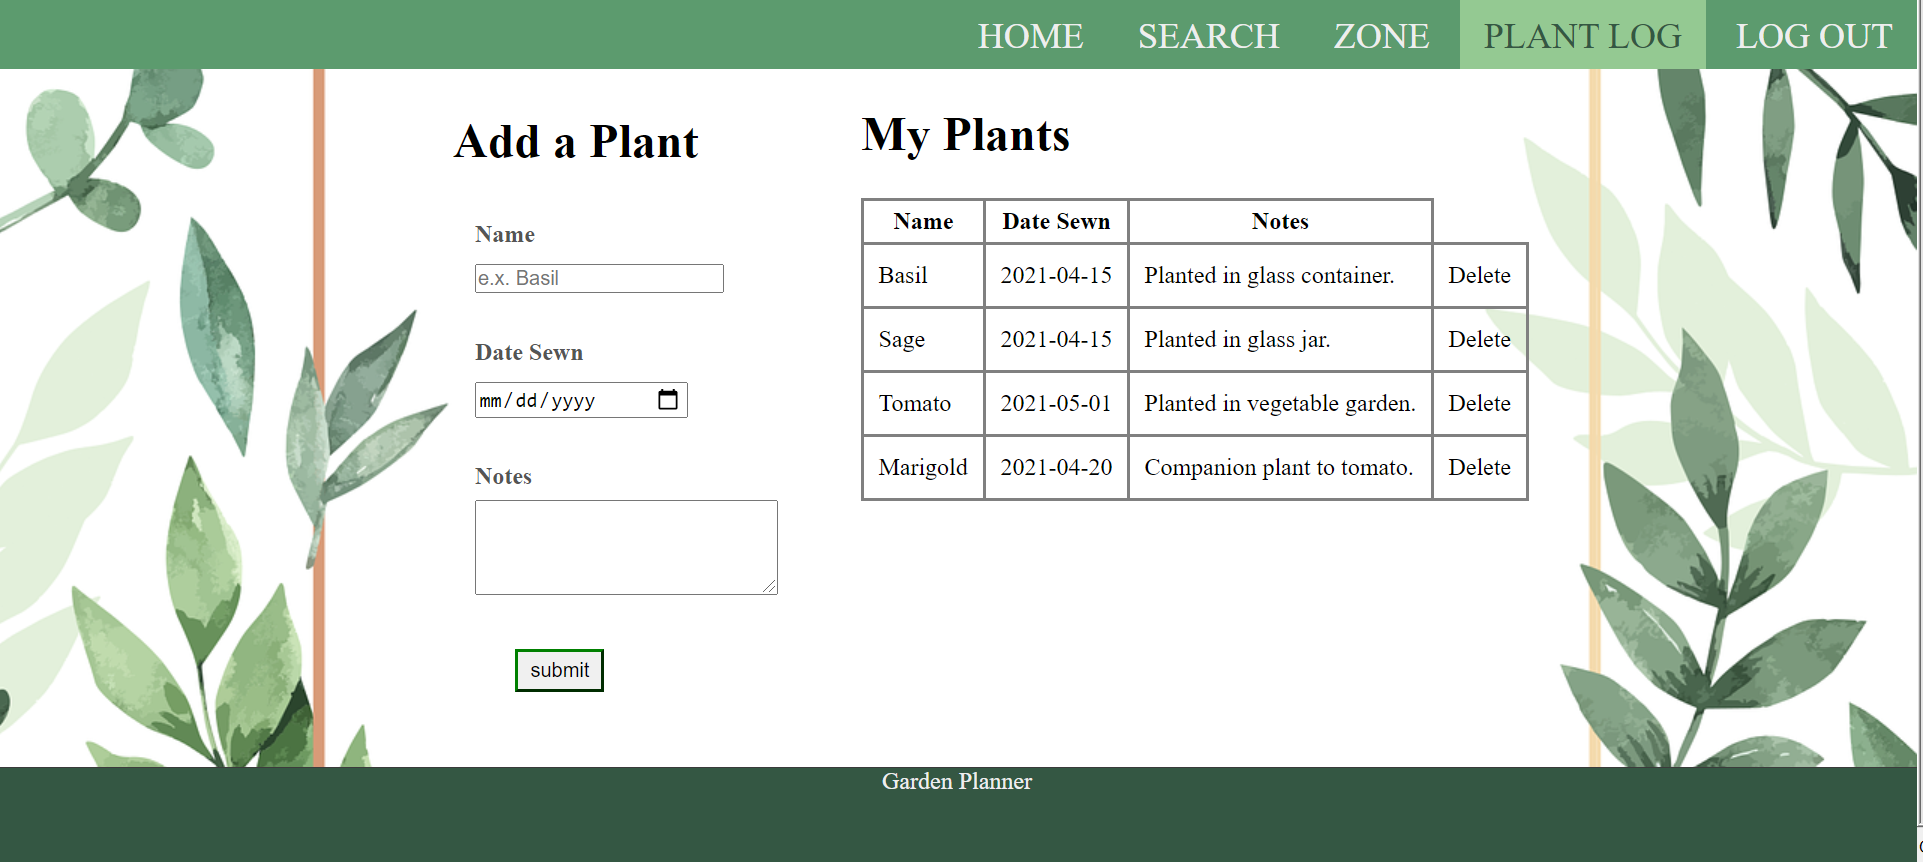 HOME SEARCH ZONE PLANT LOG LOG OUT
Add a Plant
Name
e.x. Basil
Date Sewn
mm/dd/yyyy
Notes
submit
My Plants
Name Date Sewn Notes
Basil 2021-04-15 Planted in glass container. Delete
Sage 2021-04-15 Planted in glass jar. Delete
Tomato 2021-05-01 Planted in vegetable garden. Delete
Marigold 2021-04-20 Companion plant to tomato. Delete
Garden Planner